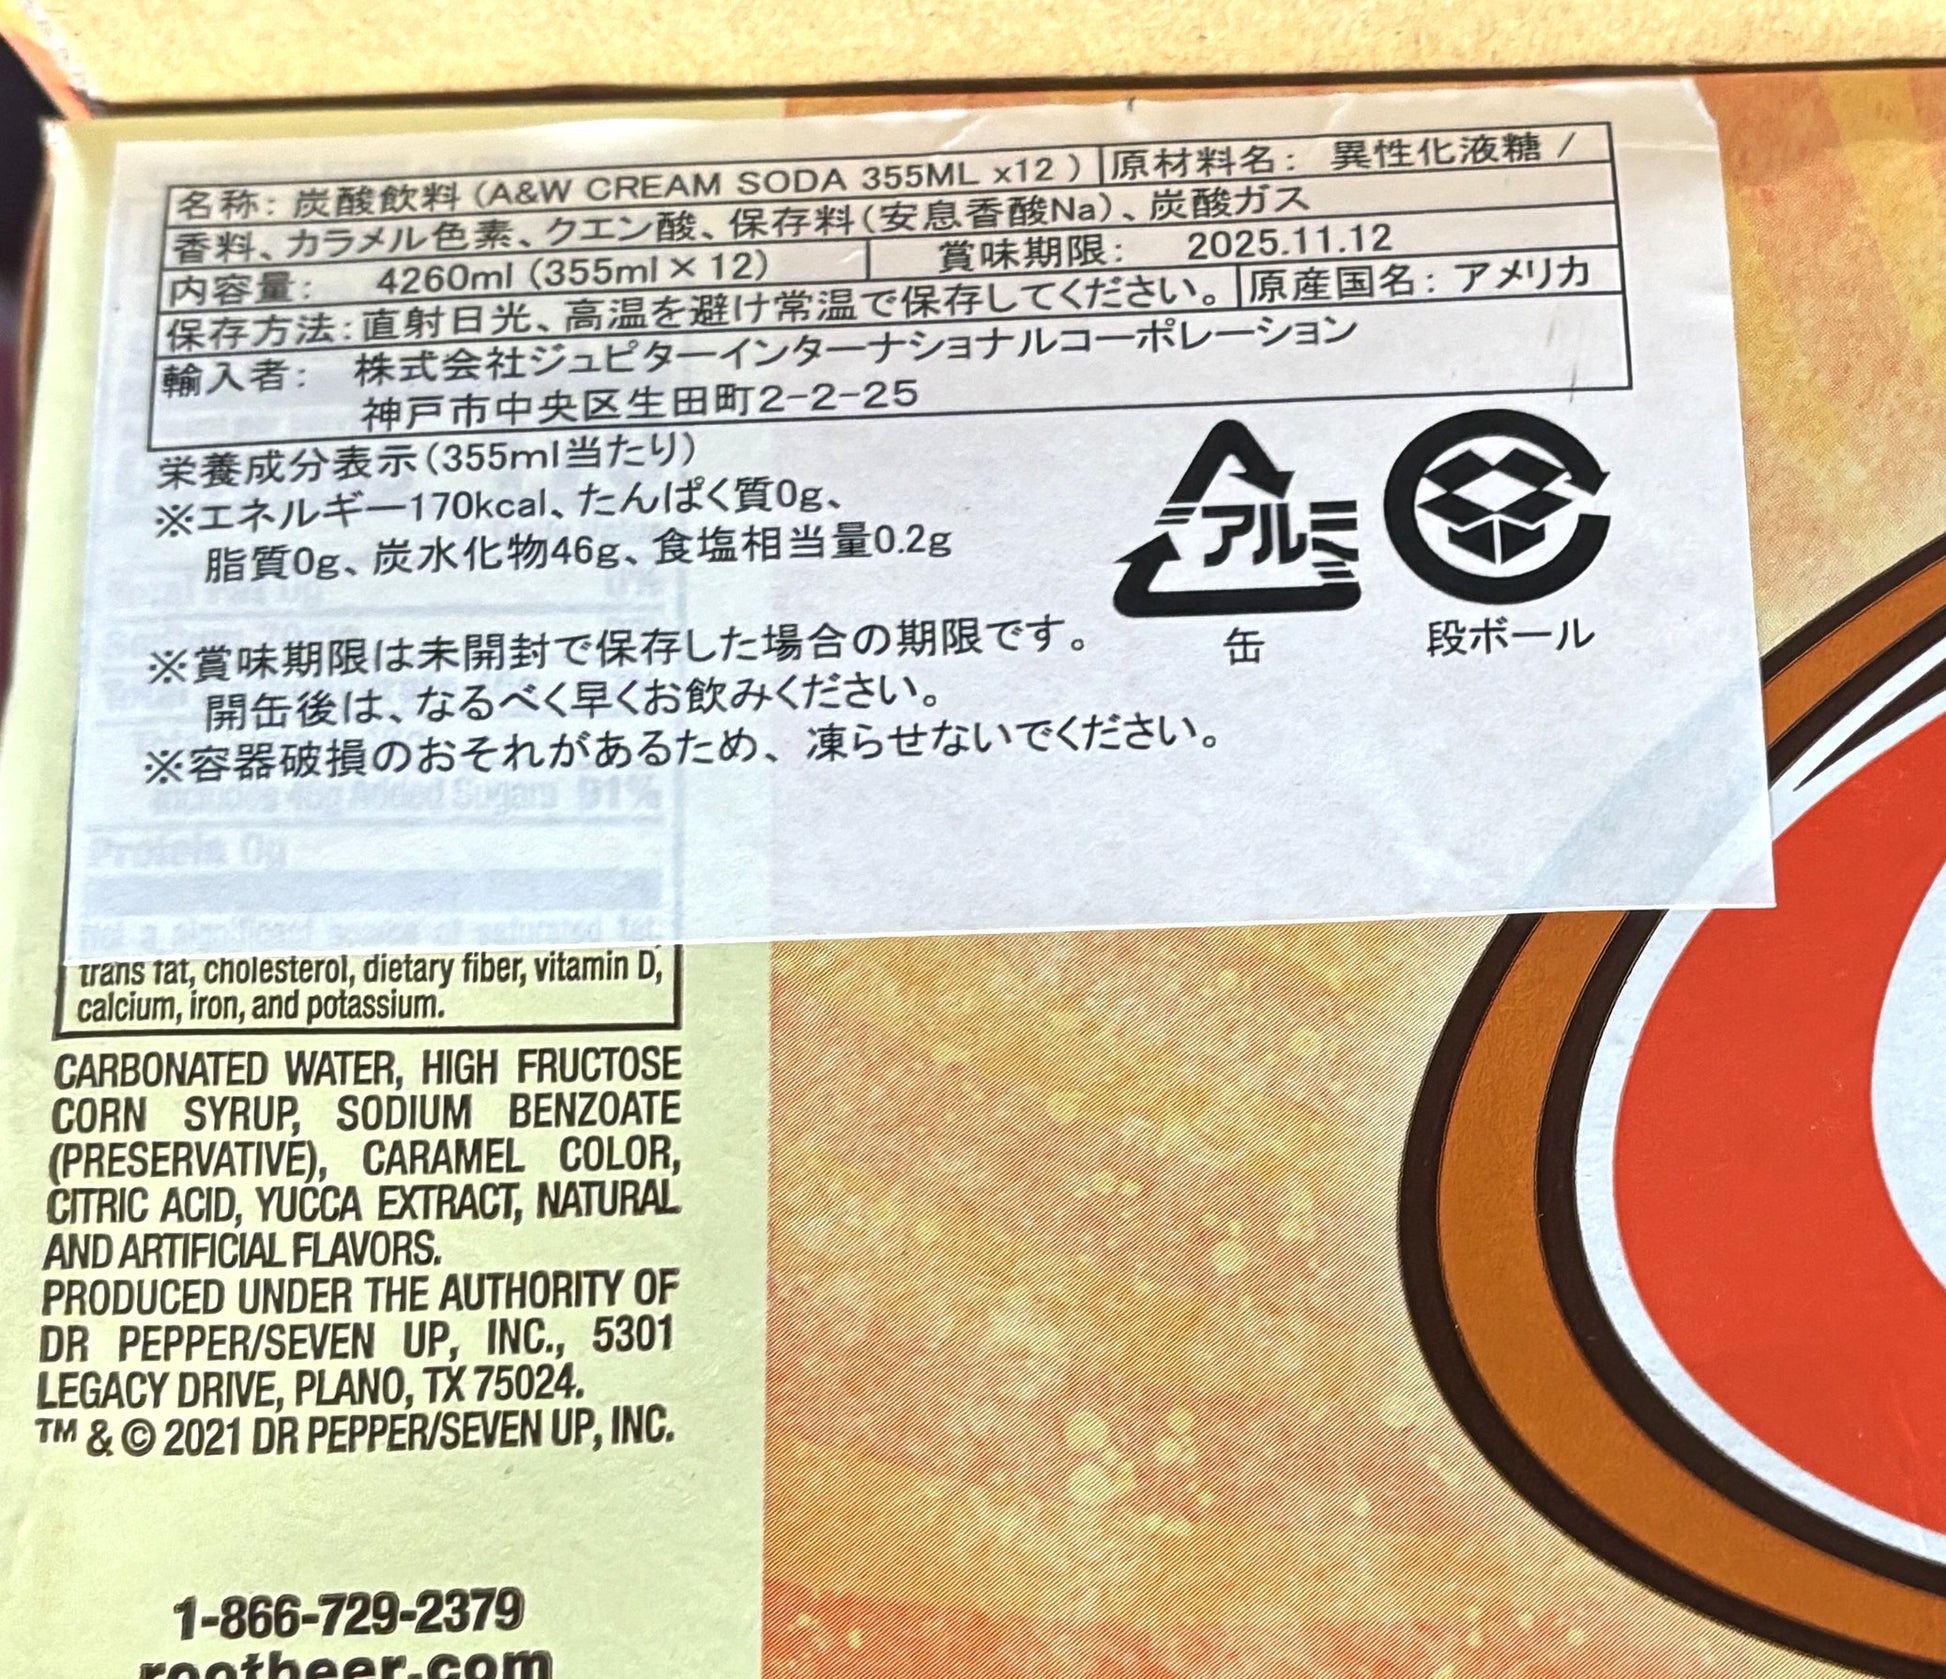 名称: 炭酸飲料 (A&W CREAM SODA 355ML x12 ) 原材料名: 異性化液糖 /
香料、カラメル色素、クエン酸、保存料(安息香酸Na)、炭酸ガス
内容量: 4260ml (355ml × 12) 賞味期限: 2025.11.12
保存方法:直射日光、高温を避け常温で保存してください。 原産国名: アメリカ
輸入者: 株式会社ジュピターインターナショナルコーポレーション
神戸市中央区生田町2-2-25
栄養成分表示(355ml当たり)
※エネルギー170kcal、たんぱく質0g、
脂質0g、炭水化物46g、食塩相当量0.2g
アルミ
缶
段ボール
※賞味期限は未開封で保存した場合の期限です。
開缶後は、なるべく早くお飲みください。
※容器破損のおそれがあるため、凍らせないでください。
Includes 46g Added Sugars 91%
Protein 0g
not a significant source of saturated fat,
trans fat, cholesterol, dietary fiber, vitamin D,
calcium, iron, and potassium.
CARBONATED WATER, HIGH FRUCTOSE
CORN SYRUP, SODIUM BENZOATE
(PRESERVATIVE), CARAMEL COLOR,
CITRIC ACID, YUCCA EXTRACT, NATURAL
AND ARTIFICIAL FLAVORS.
PRODUCED UNDER THE AUTHORITY OF
DR PEPPER/SEVEN UP, INC., 5301
LEGACY DRIVE, PLANO, TX 75024.
™ & © 2021 DR PEPPER/SEVEN UP, INC.
1-866-729-2379
rootbeer.com